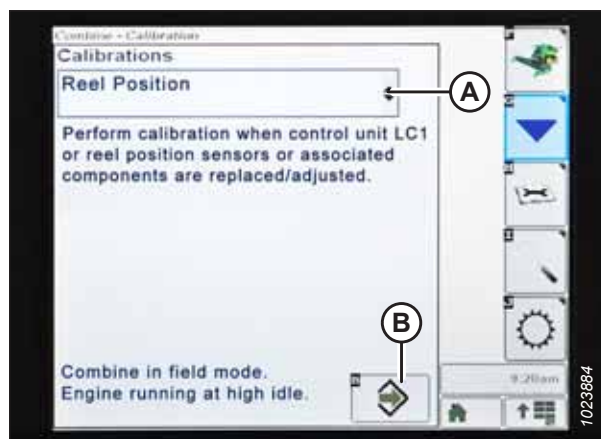 Combine - Calibration
Calibrations
Reel Position
A
Perform calibration when control unit LC1
or reel position sensors or associated
components are replaced/adjusted.
B
Combine in field mode.
Engine running at high idle.
9:20am
1023884